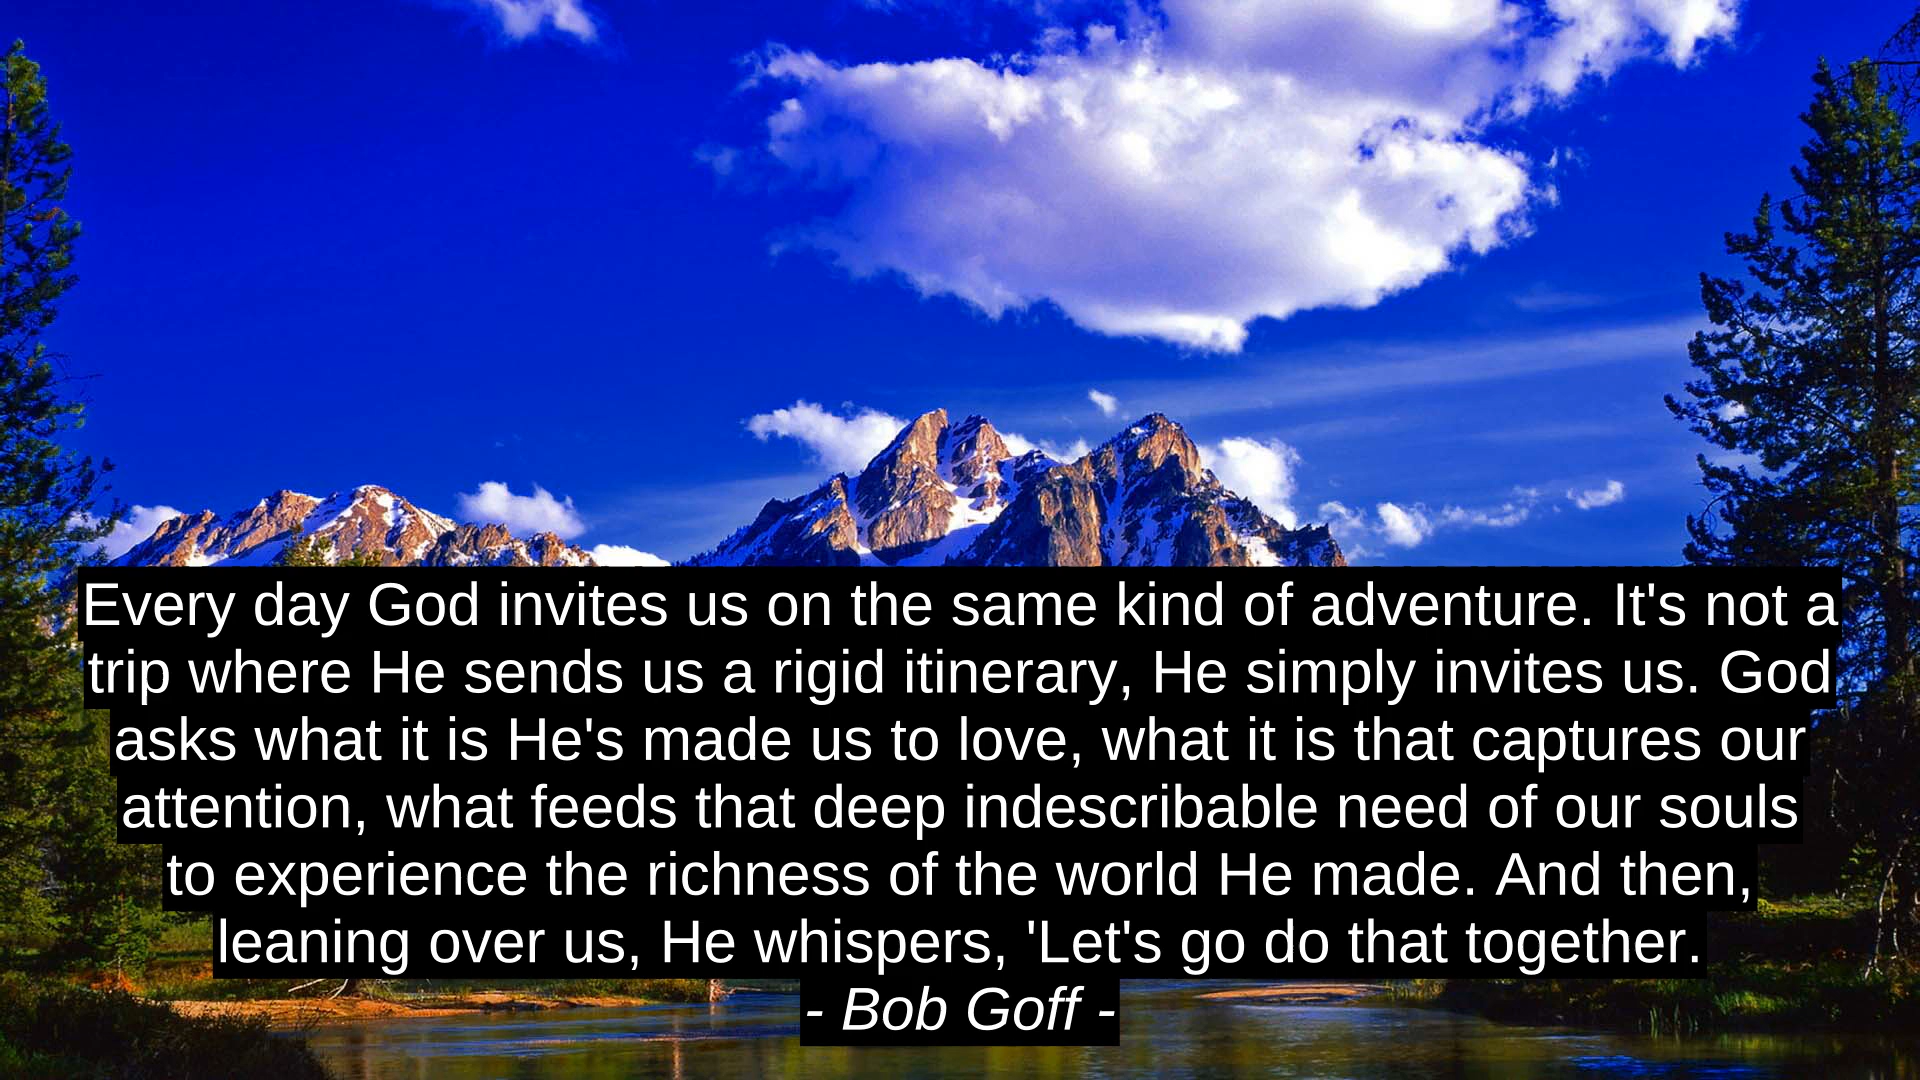 Every day God invites us on the same kind of adventure. It's not a
trip where He sends us a rigid itinerary, He simply invites us. God
asks what it is He's made us to love, what it is that captures our
attention, what feeds that deep indescribable need of our souls
to experience the richness of the world He made. And then,
leaning over us, He whispers, 'Let's go do that together.
- Bob Goff -